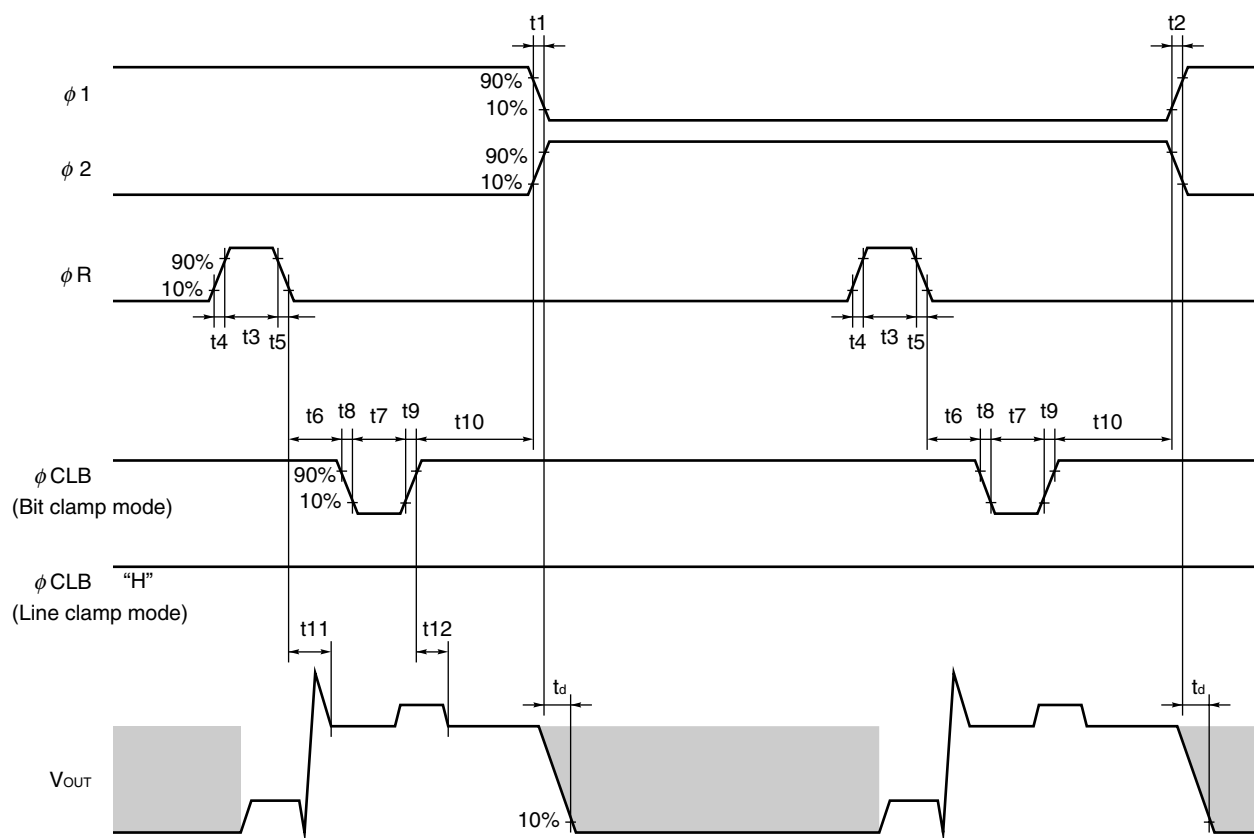 t1
t2
90%
ϕ1
10%
90%
ϕ2
10%
90%
ϕR
10%
t4
t3
t5
t4
t3
t5
t6
t8
t7
t9
t10
t6
t8
t7
t9
t10
ϕCLB
90%
(Bit clamp mode)
10%
ϕCLB “H”
(Line clamp mode)
t11
t12
td
td
VOUT
10%